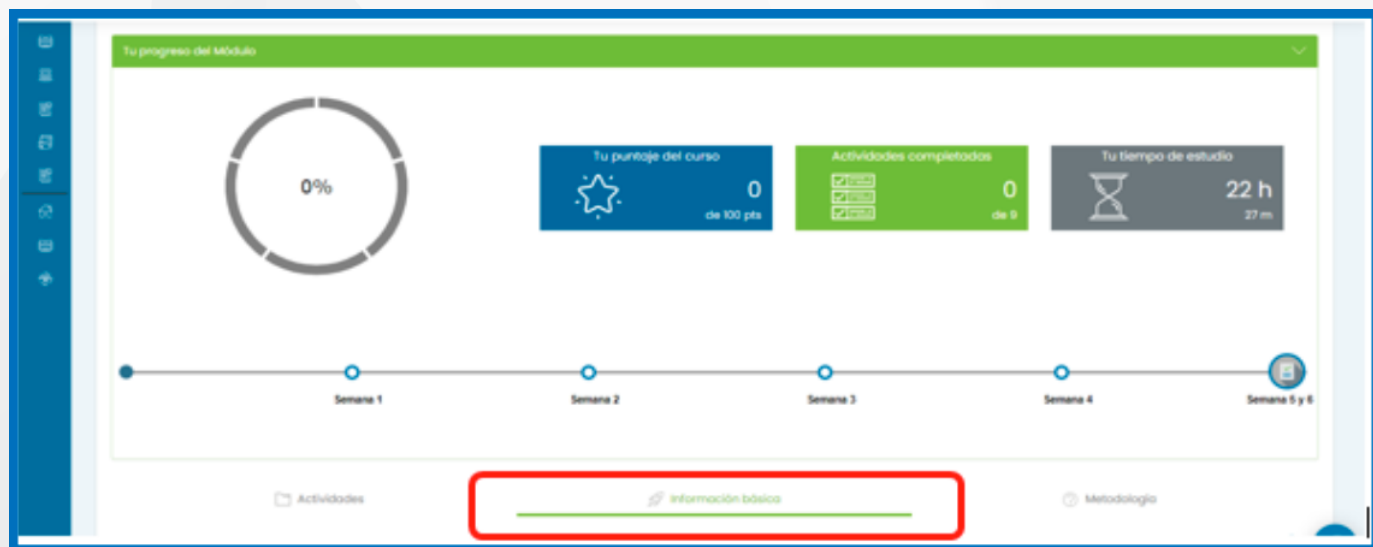 Tu progreso del Módulo
0%
Tu puntaje del curso
0
de 100 pts
Actividades completadas
0
de 9
Tu tiempo de estudio
22 h
27 m
Semana 1
Semana 2
Semana 3
Semana 4
Semana 5 y 6
Actividades
Información básica
Metodología